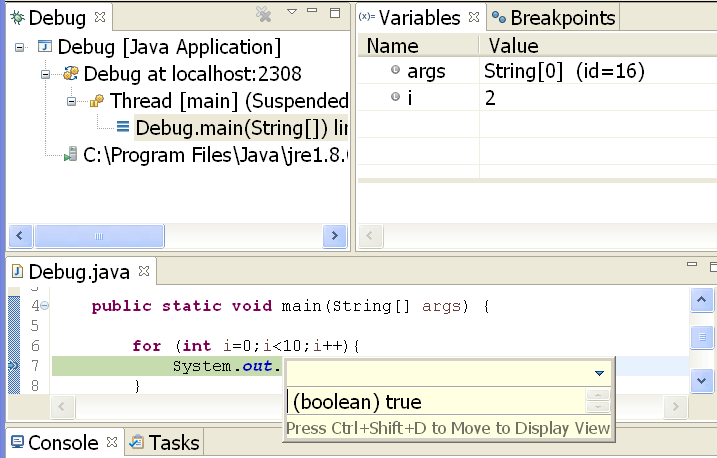 Debug
Debug [Java Application]
Debug at localhost:2308
Thread [main] (Suspended
Debug.main(String[]) lin
C:\Program Files\Java\jre1.8.
(x)= Variables
Breakpoints
Name Value
args String[0] (id=16)
i 2
Debug.java
4 public static void main(String[] args) {
5
6 for (int i=0;i<10;i++){
7 System.out.
8 }
(boolean) true
Press Ctrl+Shift+D to Move to Display View
Console
Tasks